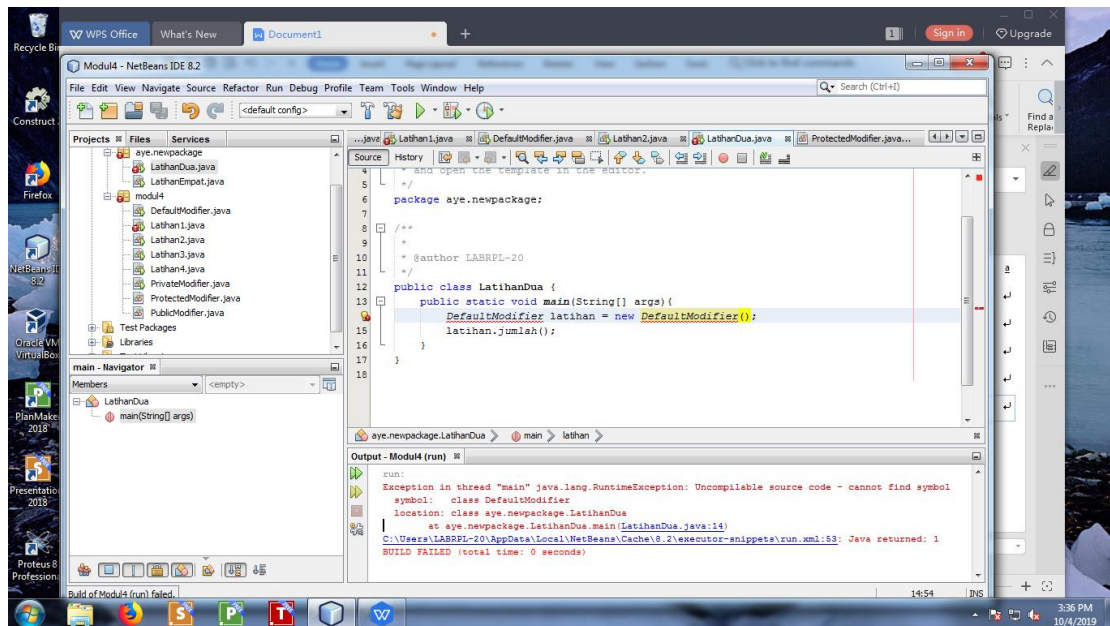 Recycle Bin
WPS Office
What's New
Document1
1
Sign in
Upgrade
Modul4 - NetBeans IDE 8.2
File Edit View Navigate Source Refactor Run Debug Profile Team Tools Window Help
Search (Ctrl+I)
<default config>
Construct
Find a
Repla
Projects
Files
Services
...java
Latihan1.java
DefaultModifier.java
Latihan2.java
LatihanDua.java
ProtectedModifier.java...
Source
History
aye.newpackage
LatihanDua.java
LatihanEmpat.java
modul4
DefaultModifier.java
Latihan1.java
Latihan2.java
Latihan3.java
Latihan4.java
PrivateModifier.java
ProtectedModifier.java
PublicModifier.java
Test Packages
Libraries
4 * and open the template in the editor.
5 */
6 package aye.newpackage;
7
8 /**
9 *
10 * @author LABRPL-20
11 */
12 public class LatihanDua {
13 public static void main(String[] args){
DefaultModifier latihan = new DefaultModifier();
15 latihan.jumlah();
16 }
17 }
18
Firefox
NetBeans I
8.2
Oracle VM
VirtualBox
PlanMake
2018
Presentatio
2018
Proteus 8
Profession
main - Navigator
Members
<empty>
LatihanDua
main(String[] args)
aye.newpackage.LatihanDua
main
latihan
Output - Modul4 (run)
run:
Exception in thread "main" java.lang.RuntimeException: Uncompilable source code - cannot find symbol
symbol: class DefaultModifier
location: class aye.newpackage.LatihanDua
at aye.newpackage.LatihanDua.main(LatihanDua.java:14)
C:\Users\LABRPL-20\AppData\Local\NetBeans\Cache\8.2\executor-snippets\run.xml:53: Java returned: 1
BUILD FAILED (total time: 0 seconds)
Build of Modul4 (run) failed.
14:54
INS
3:36 PM
10/4/2019